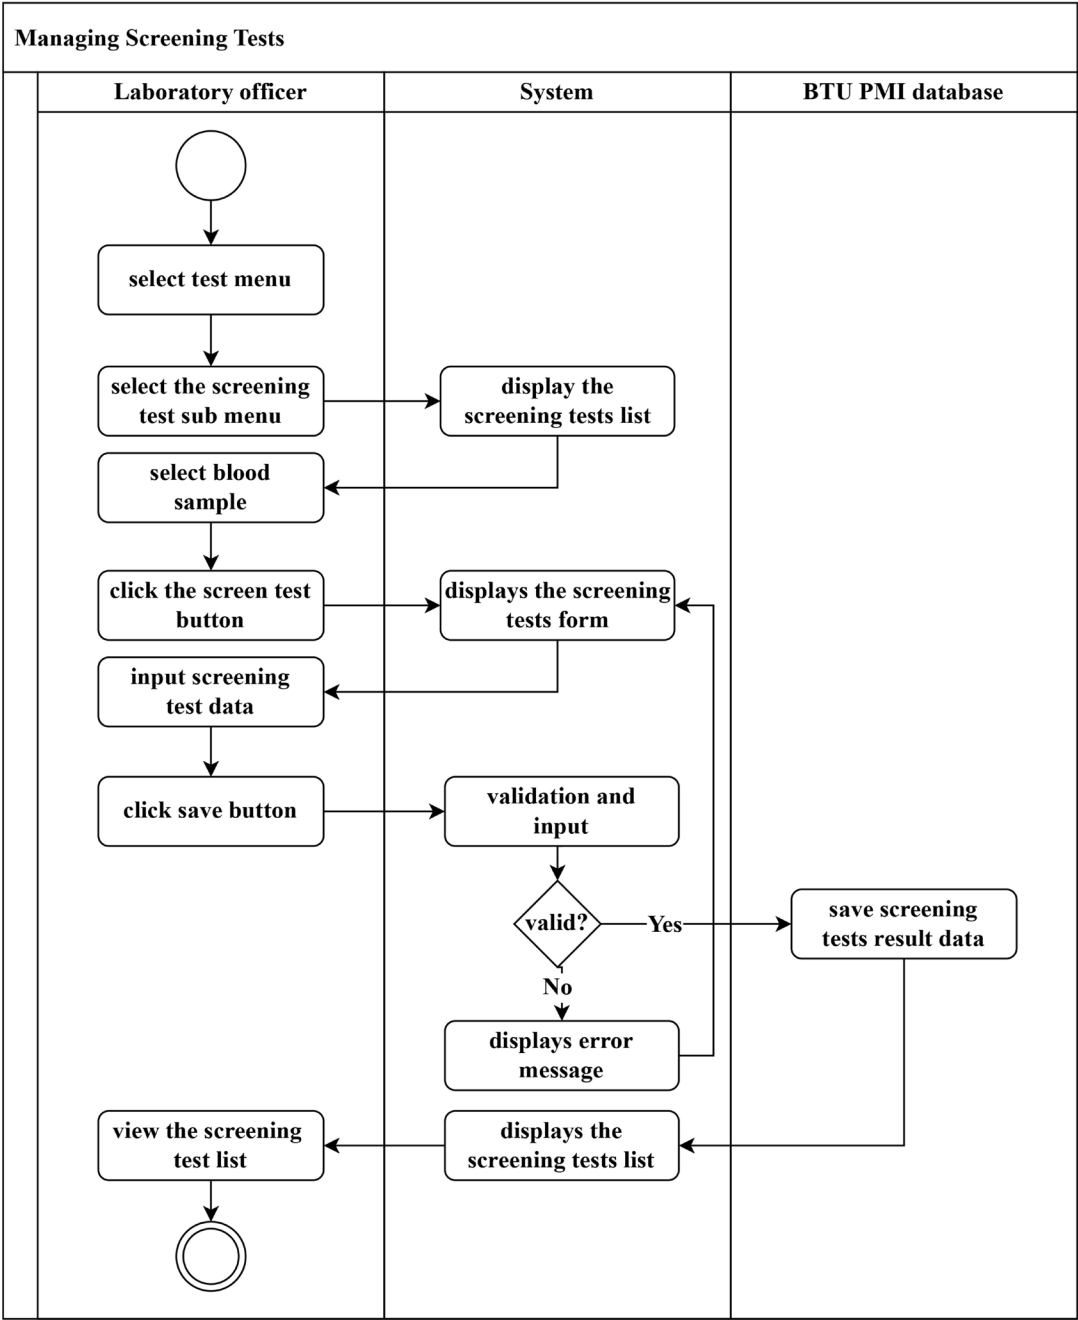 Managing Screening Tests
Laboratory officer
System
BTU PMI database
select test menu
select the screening
test sub menu
display the
screening tests list
select blood
sample
click the screen test
button
displays the screening
tests form
input screening
test data
click save button
validation and
input
valid?
Yes
save screening
tests result data
No
displays error
message
view the screening
test list
displays the
screening tests list